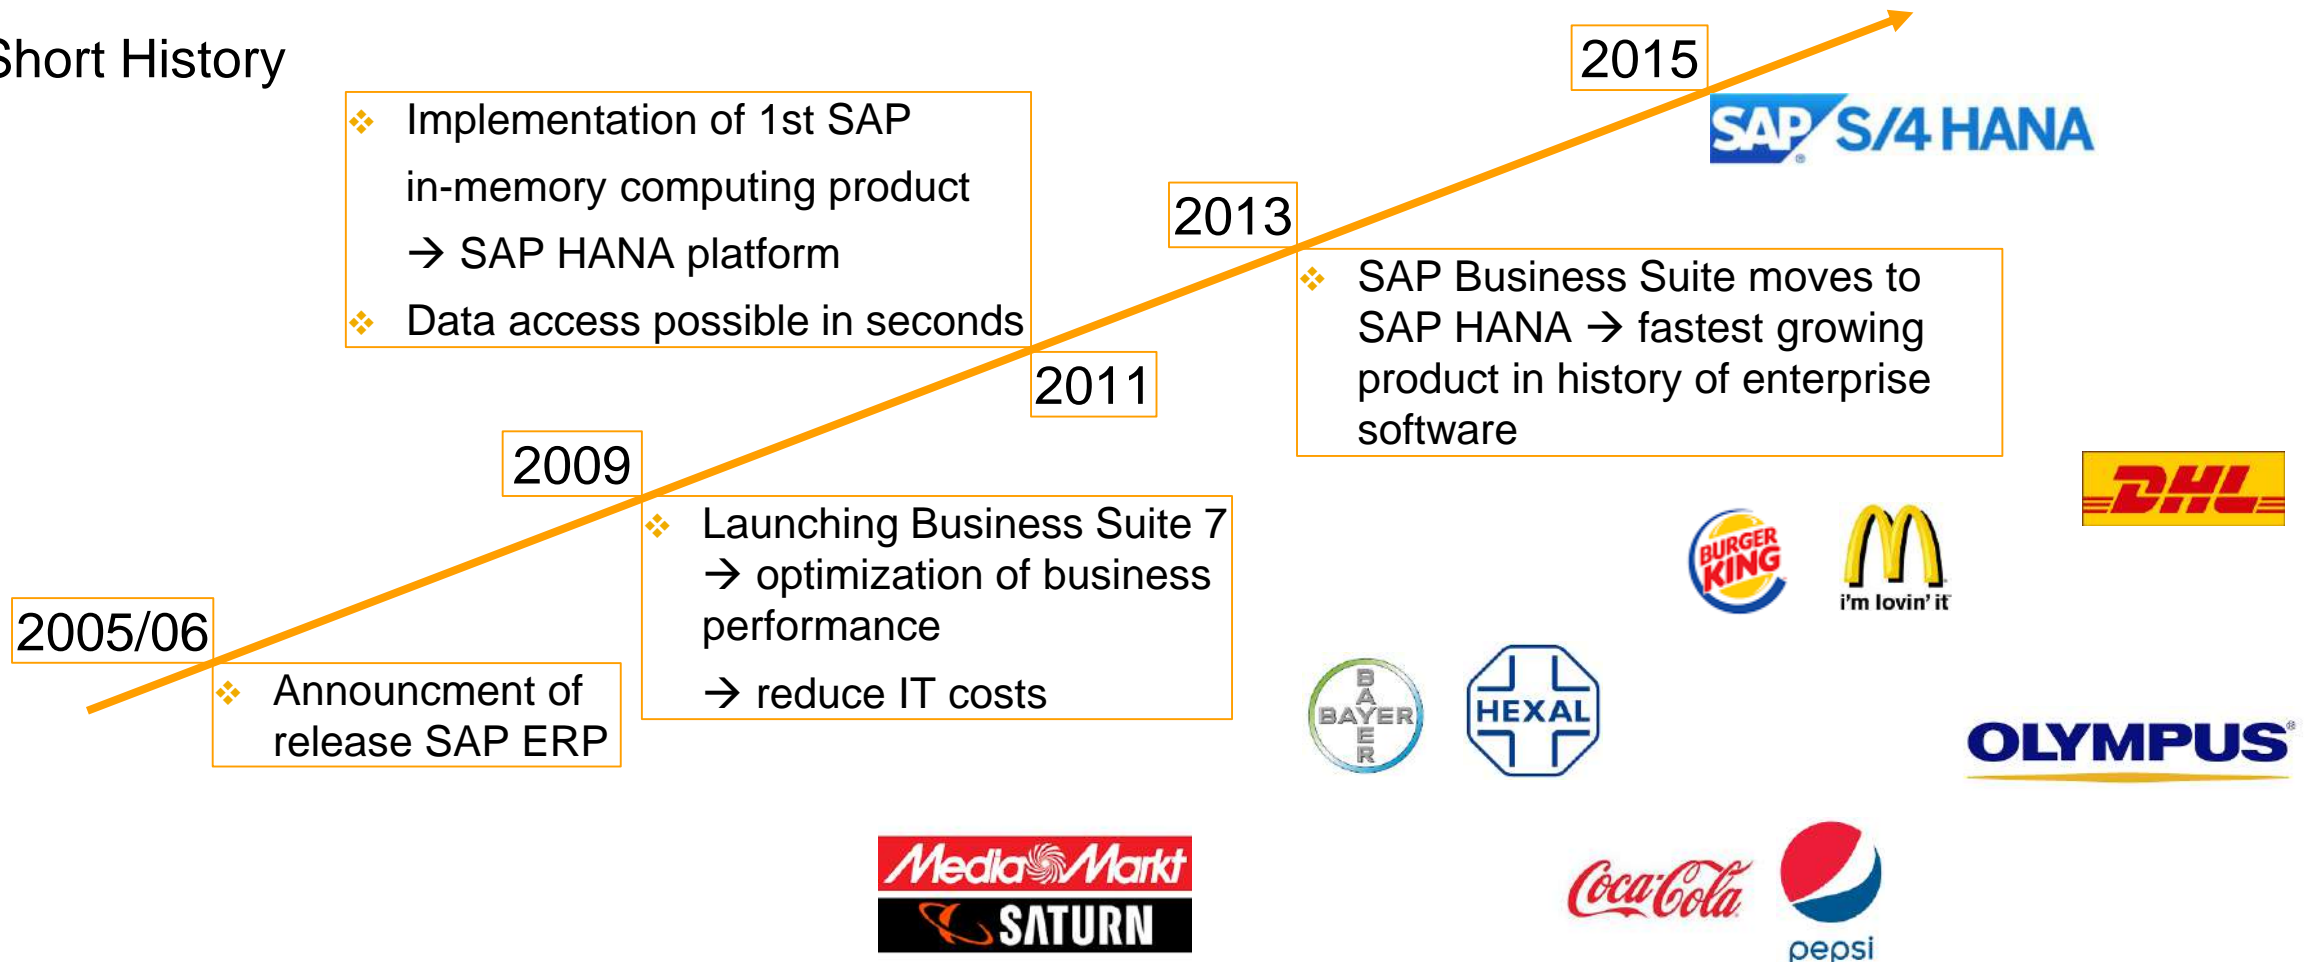 Short History
2015
SAP® S/4 HANA
❖ Implementation of 1st SAP
in-memory computing product
→ SAP HANA platform
❖ Data access possible in seconds
2013
❖ SAP Business Suite moves to
SAP HANA → fastest growing
product in history of enterprise
software
2011
2009
❖ Launching Business Suite 7
→ optimization of business
performance
→ reduce IT costs
2005/06
❖ Announcment of
release SAP ERP
DHL
BURGER
KING
i'm lovin' it
BAYER
BAYER
HEXAL
OLYMPUS®
Media Markt
SATURN
Coca-Cola
pepsi